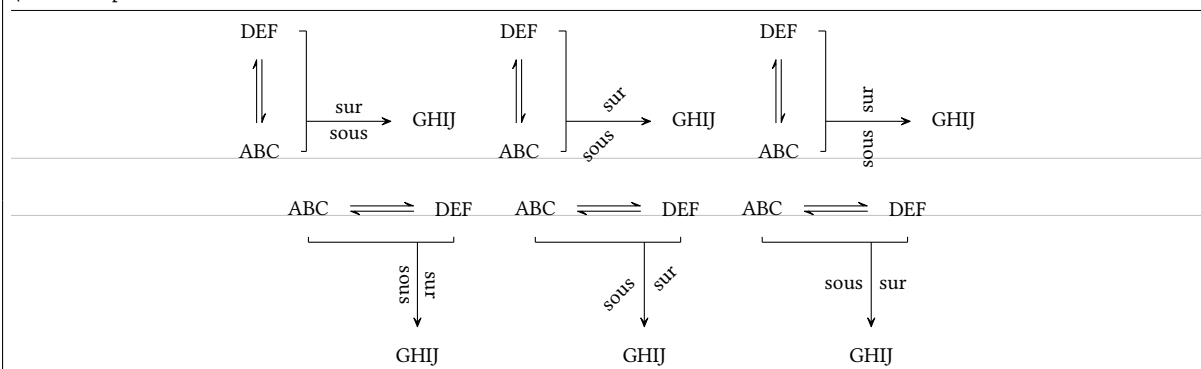 DEF DEF DEF
sur sur sur
GHIJ GHIJ GHIJ
sous sous sous
ABC ABC ABC
ABC DEF ABC DEF ABC DEF
sous sur sous sur sous sur
GHIJ GHIJ GHIJ